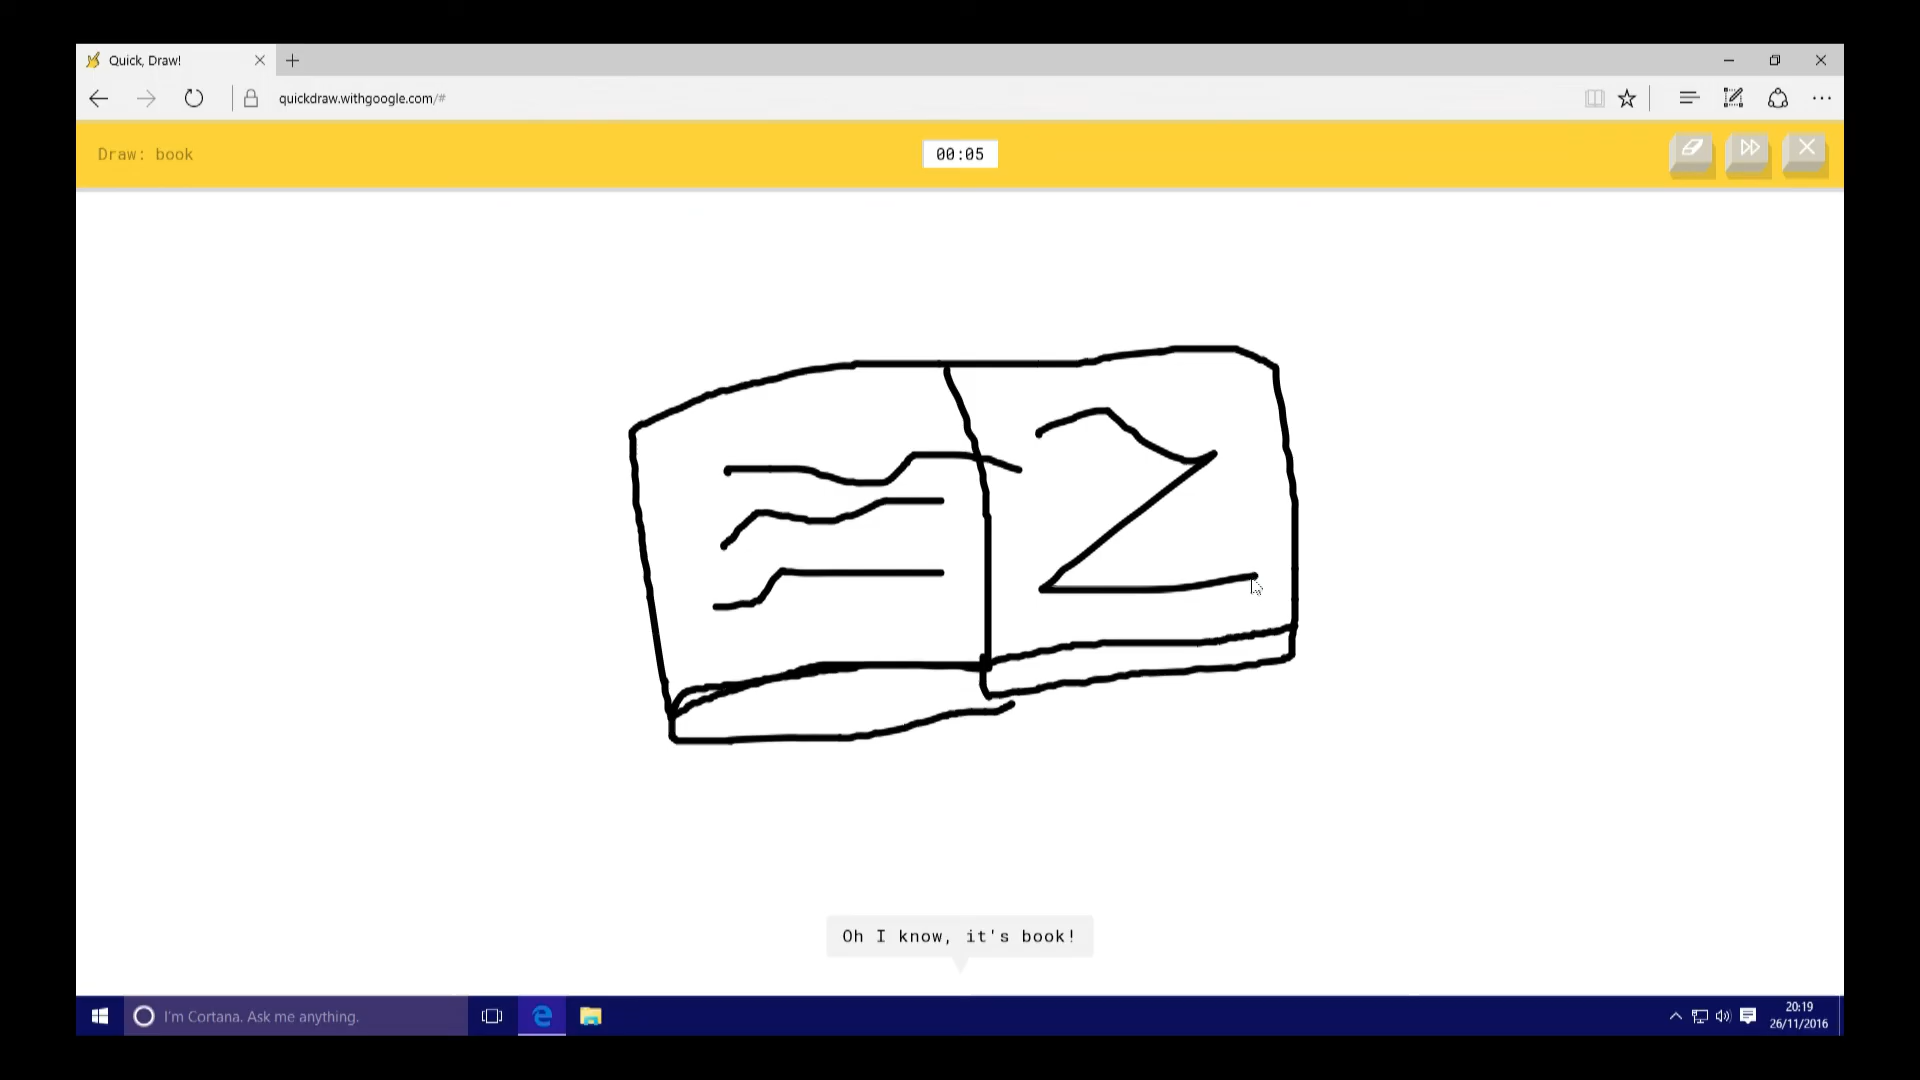 Quick, Draw!
quickdraw.withgoogle.com/#
Draw: book
00:05
Oh I know, it's book!
I'm Cortana. Ask me anything.
20:19
26/11/2016